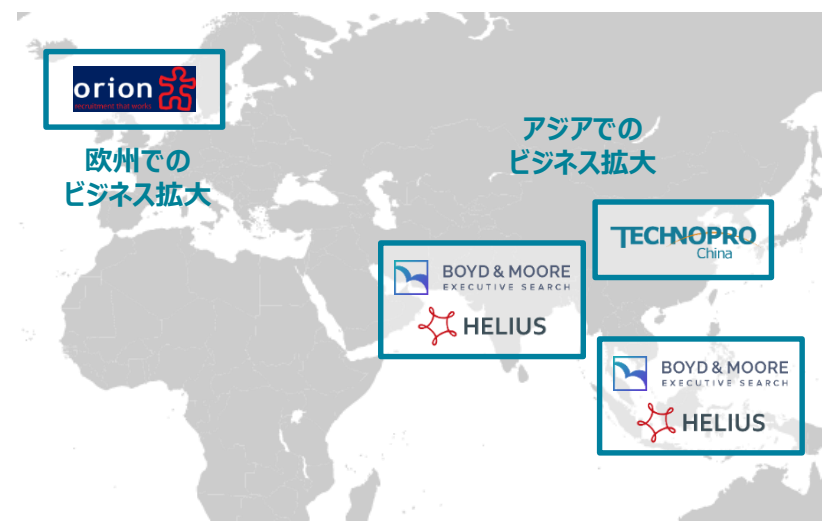 orion
recruitment that works
欧州での
ビジネス拡大
アジアでの
ビジネス拡大
TECHNOPRO
China
BOYD & MOORE
EXECUTIVE SEARCH
HELIUS
BOYD & MOORE
EXECUTIVE SEARCH
HELIUS